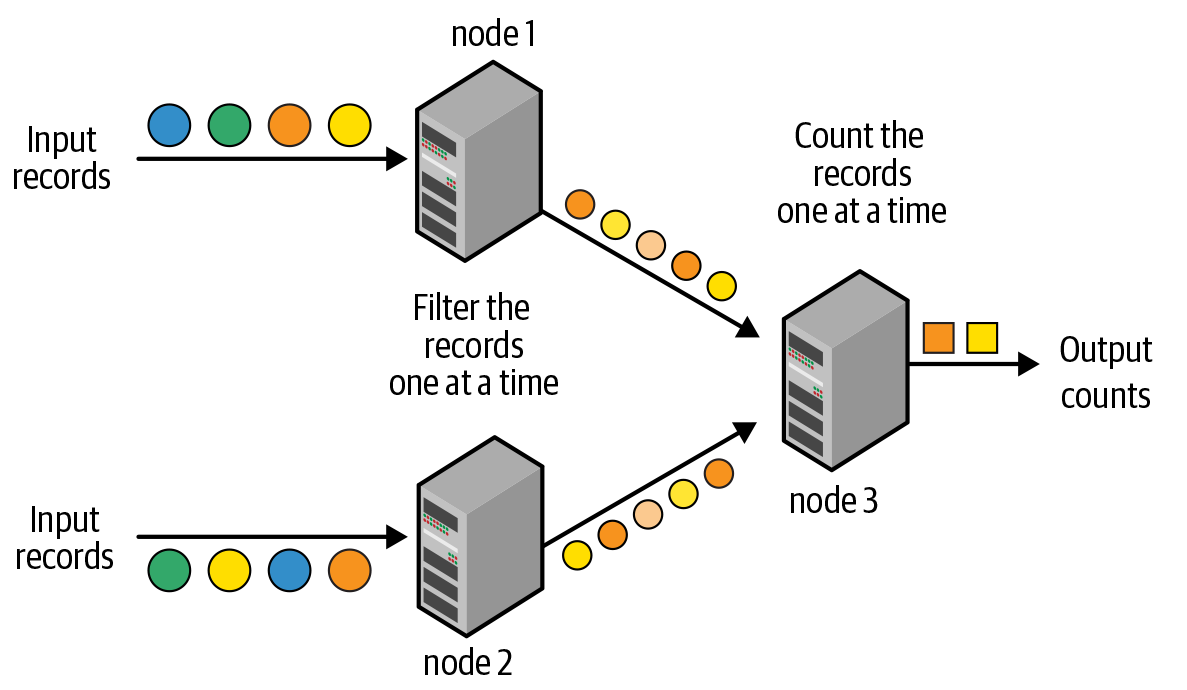 node 1
Input
records
Count the
records
one at a time
Filter the
records
one at a time
Output
counts
node 3
Input
records
node 2